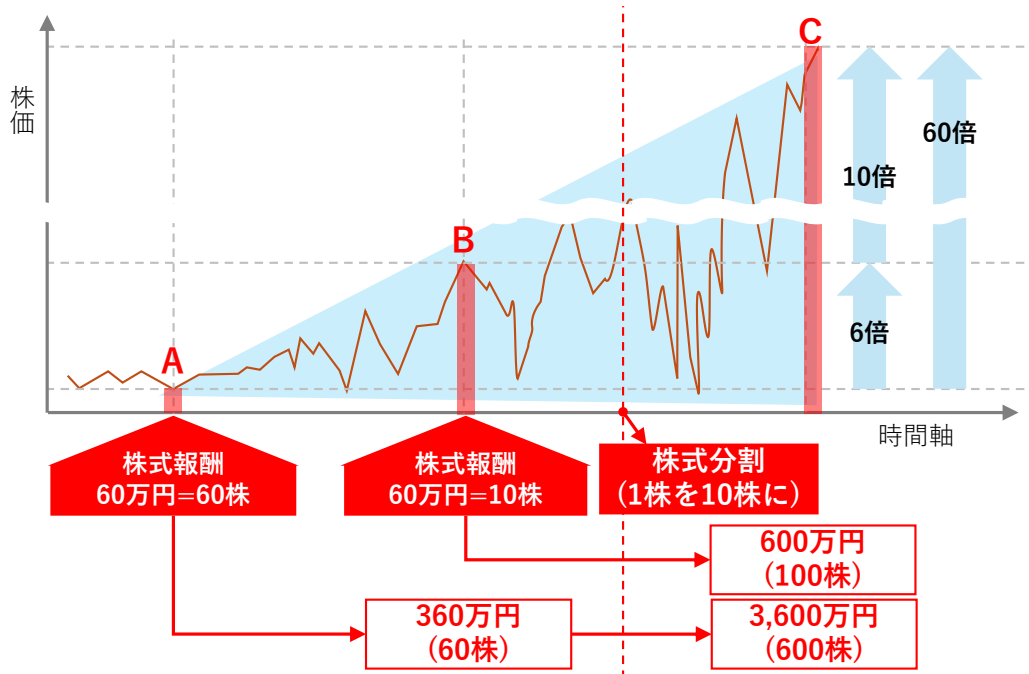 株価
C
60倍
10倍
B
6倍
A
時間軸
株式報酬
60万円=60株
株式報酬
60万円=10株
株式分割
(1株を10株に)
600万円
(100株)
360万円
(60株)
3,600万円
(600株)